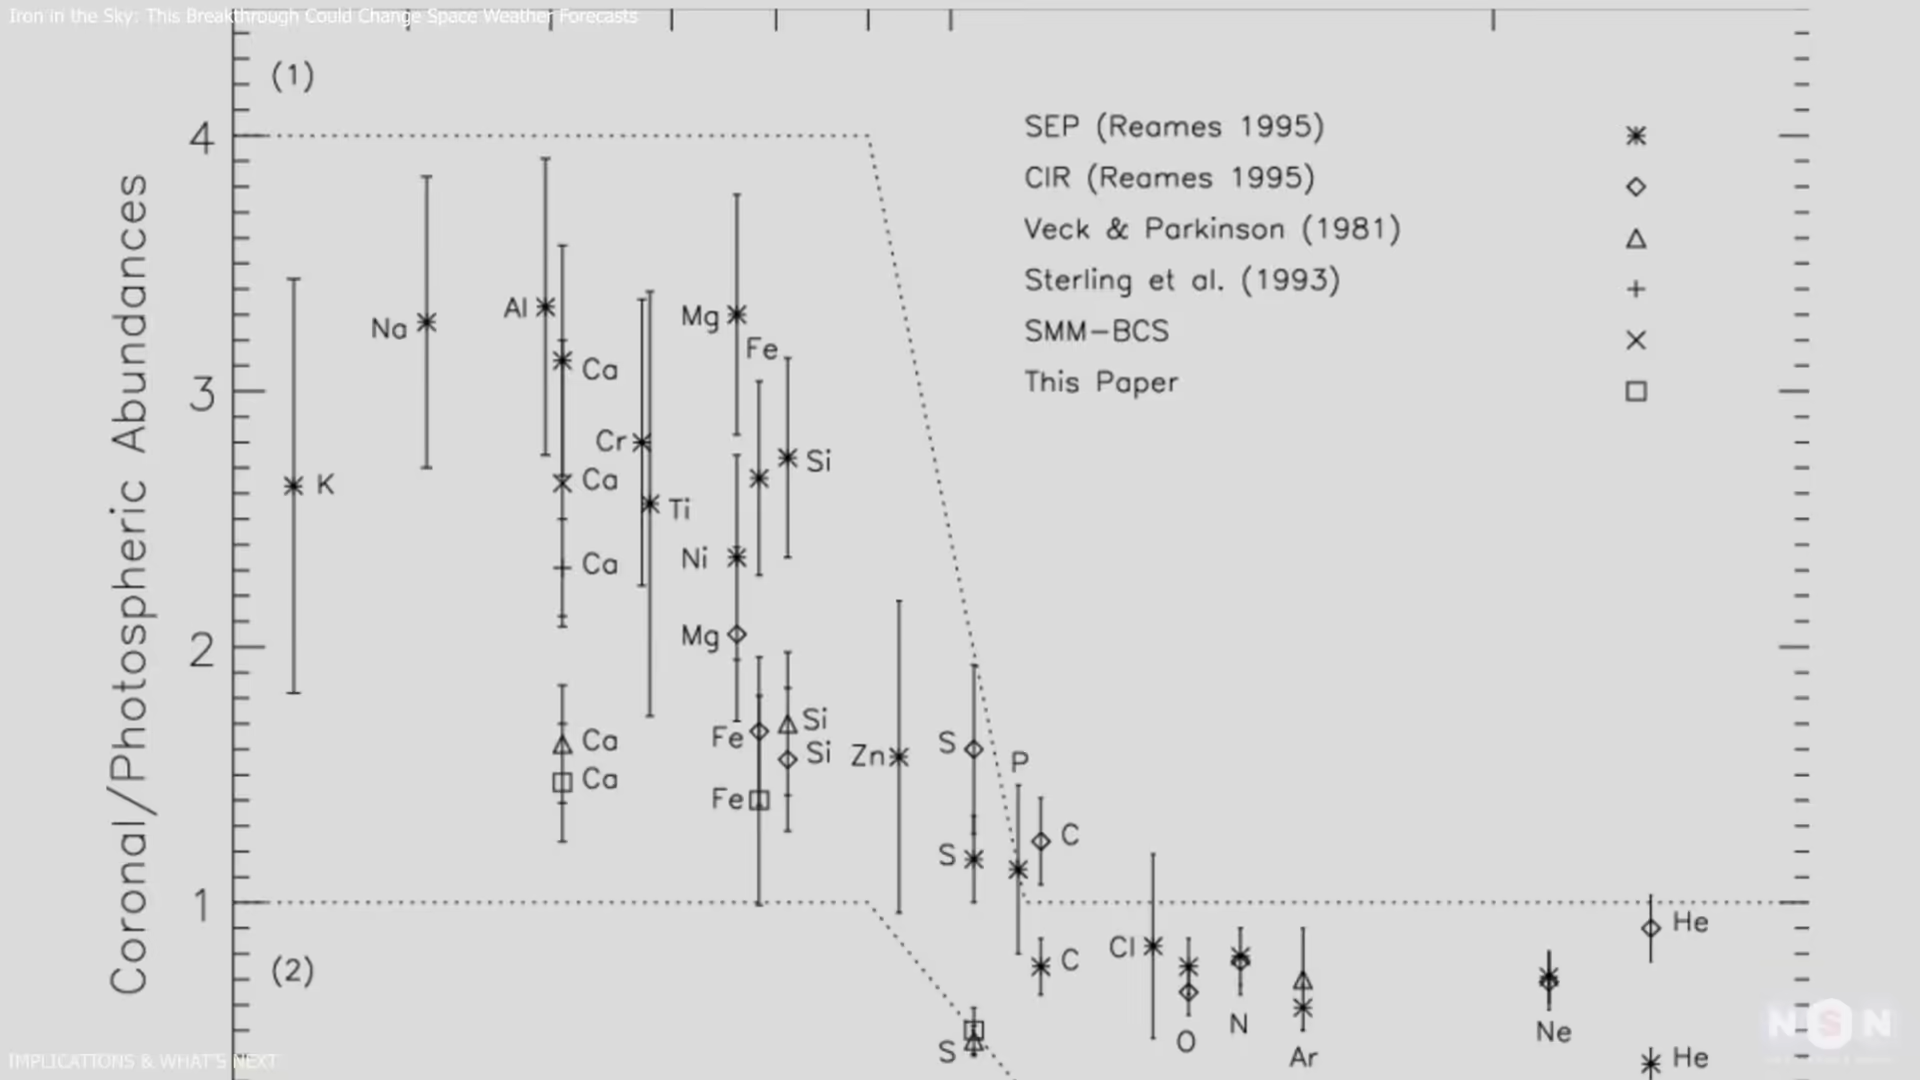 Iron in the Sky: This Breakthrough Could Change Space Weather Forecasts
(1)
4
3
2
1
Coronal/Photospheric Abundances
SEP (Reames 1995)
CIR (Reames 1995)
Veck & Parkinson (1981)
Sterling et al. (1993)
SMM-BCS
This Paper
K
Na
Al
Ca
Ca
Ca
Ca
Ca
Cr
Ti
Mg
Fe
Si
Ni
Mg
Fe
Si
Si
Fe
Zn
S
S
P
C
C
Cl
O
N
Ar
Ne
He
He
S
(2)
IMPLICATIONS & WHAT'S NEXT
NSN